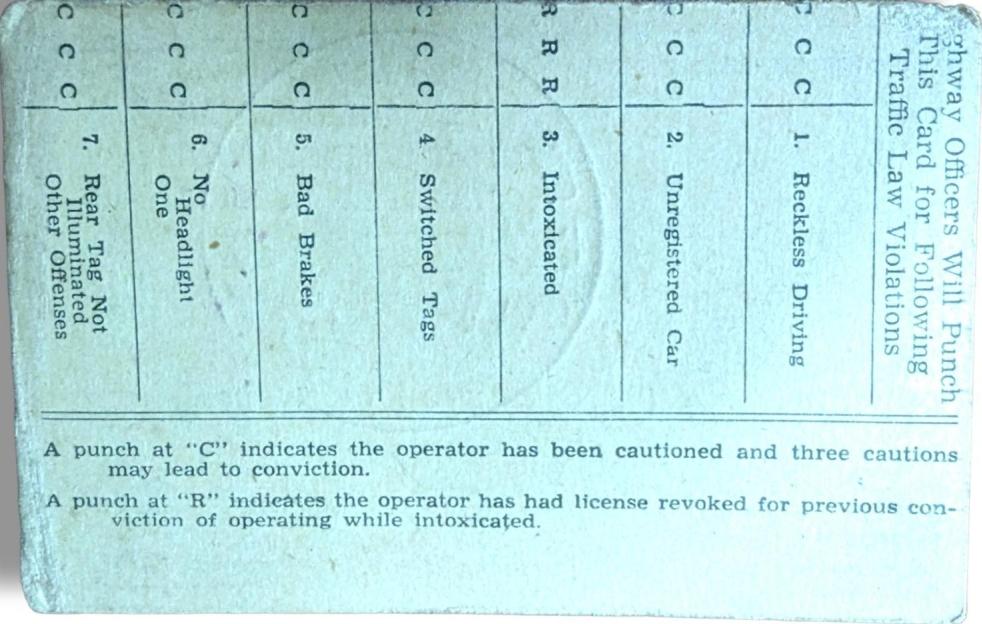 ghway Officers Will Punch
This Card for Following
Traffic Law Violations
C C C 1. Reckless Driving
C C C 2. Unregistered Car
R R R 3. Intoxicated
C C C 4. Switched Tags
C C C 5. Bad Brakes
C C C 6. No
Headlight
One
C C C 7. Rear Tag Not
Illuminated
Other Offenses
A punch at "C" indicates the operator has been cautioned and three cautions
may lead to conviction.
A punch at "R" indicates the operator has had license revoked for previous con-
viction of operating while intoxicated.